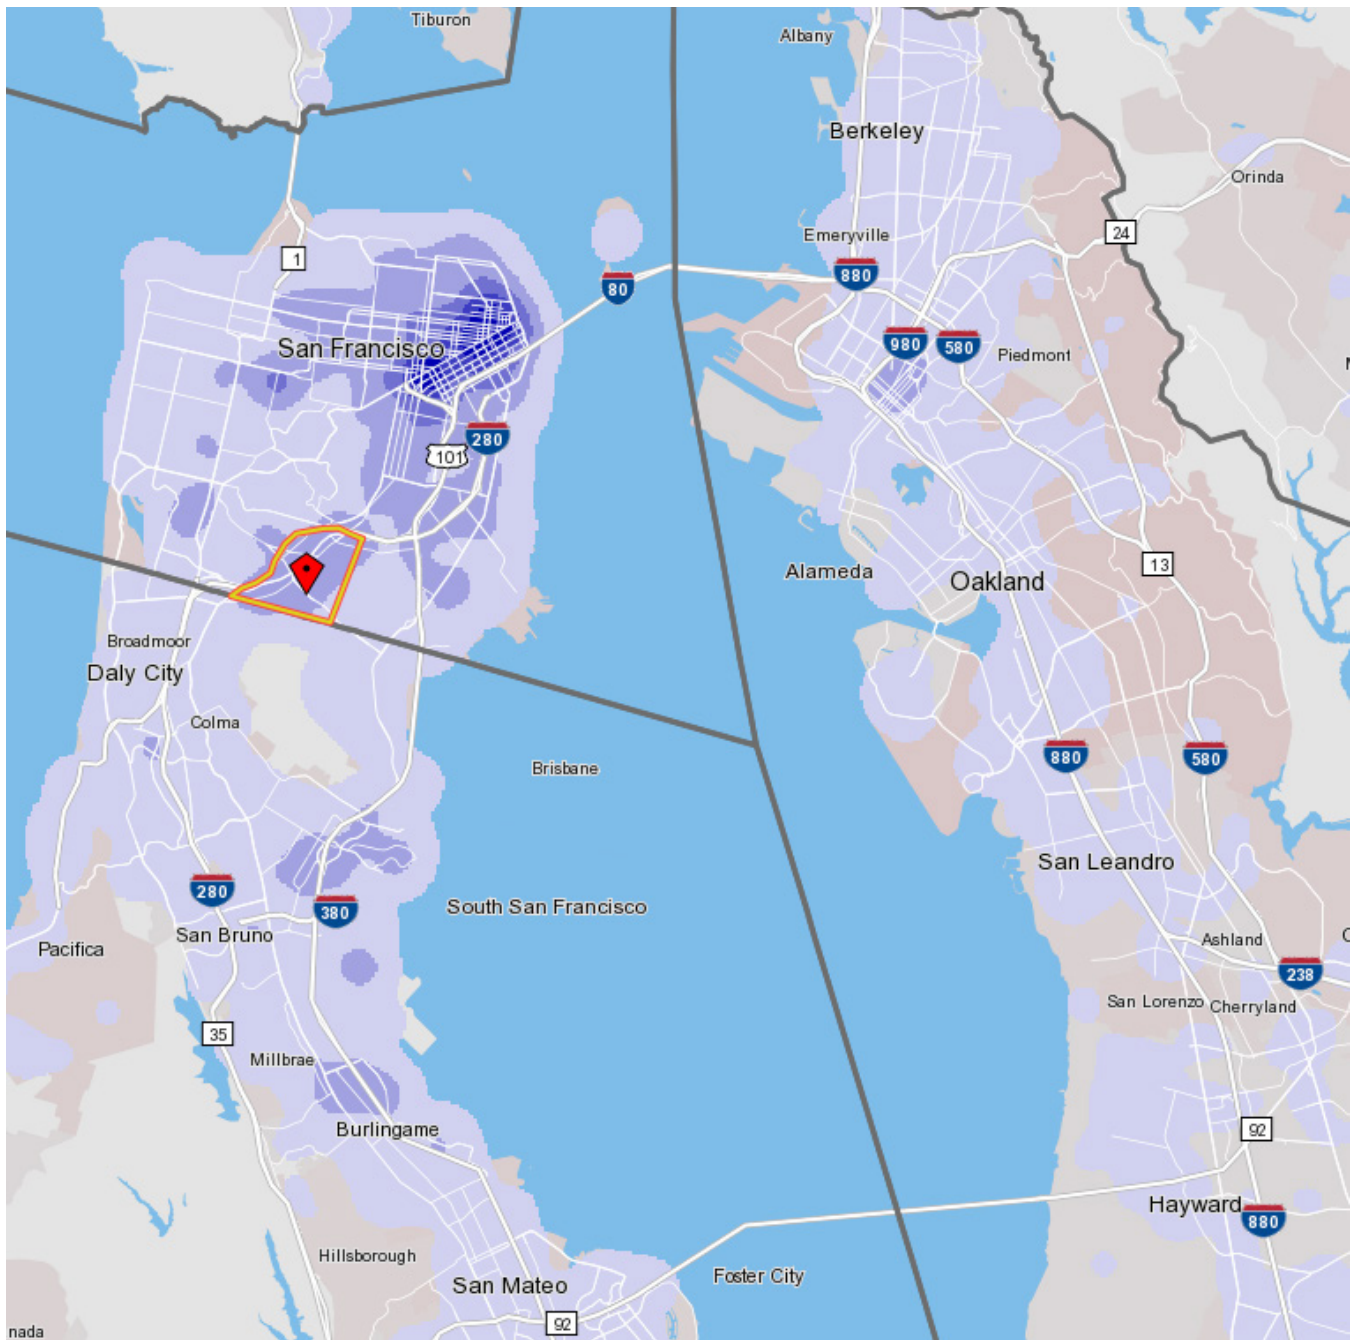 Tiburon
Albany
Berkeley
Orinda
24
Emeryville
1
880
80
San Francisco
980
580
Piedmont
280
101
13
Alameda
Oakland
Broadmoor
Daly City
Colma
Brisbane
880
580
San Leandro
280
380
South San Francisco
San Bruno
Pacifica
Ashland
238
San Lorenzo
Cherryland
35
Millbrae
Burlingame
92
Hayward
880
Hillsborough
San Mateo
Foster City
92
nada